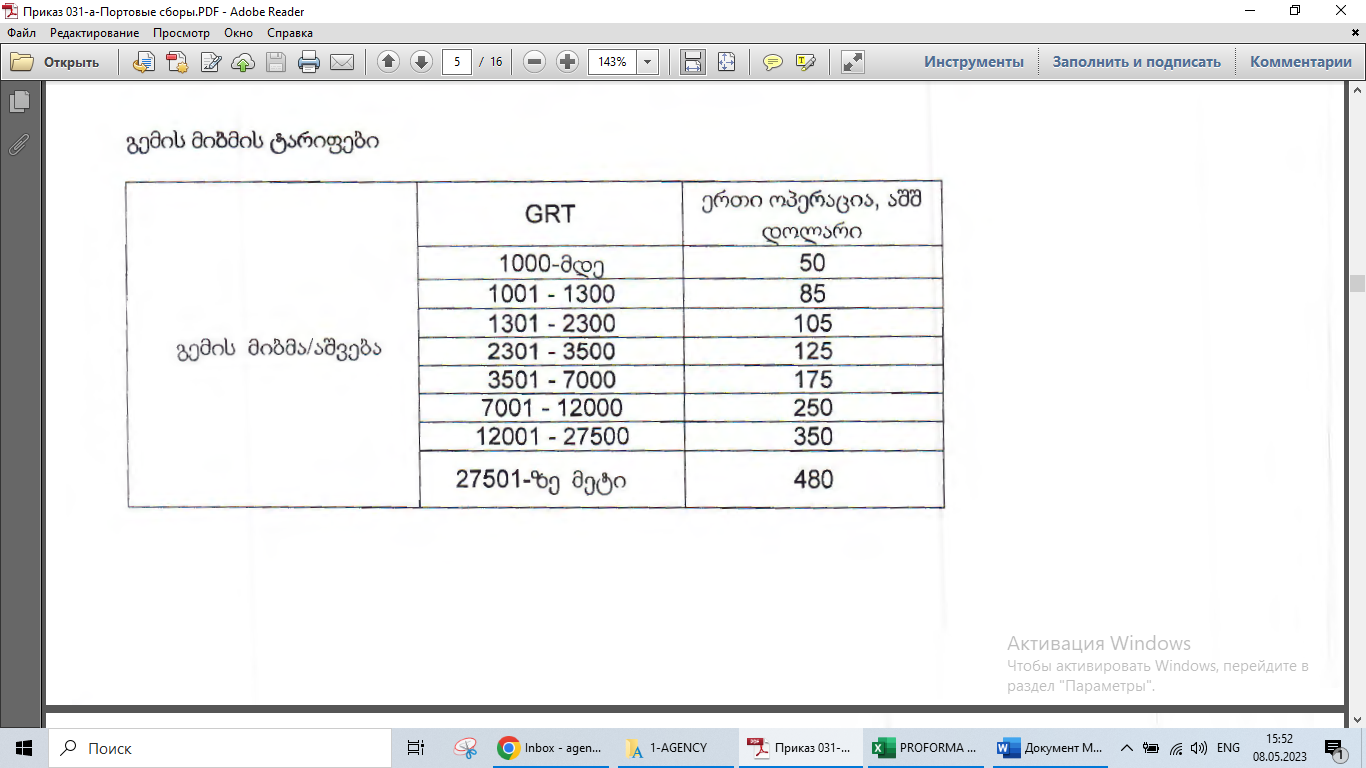 Приказ 031-а-Портовые сборы.PDF - Adobe Reader
Файл Редактирование Просмотр Окно Справка
Открыть 5 / 16 143% Инструменты Заполнить и подписать Комментарии
გემის მიბმის ტარიფები
GRT ერთი ოპერაცია, აშშ
დოლარი
1000-მდე 50
1001 - 1300 85
1301 - 2300 105
გემის მიბმა/აშვება 2301 - 3500 125
3501 - 7000 175
7001 - 12000 250
12001 - 27500 350
27501-ზე მეტი 480
Активация Windows
Чтобы активировать Windows, перейдите в
раздел "Параметры".
Поиск Inbox - agen... 1-AGENCY Приказ 031-... PROFORMA ... Документ М... ENG 15:52
08.05.2023 1